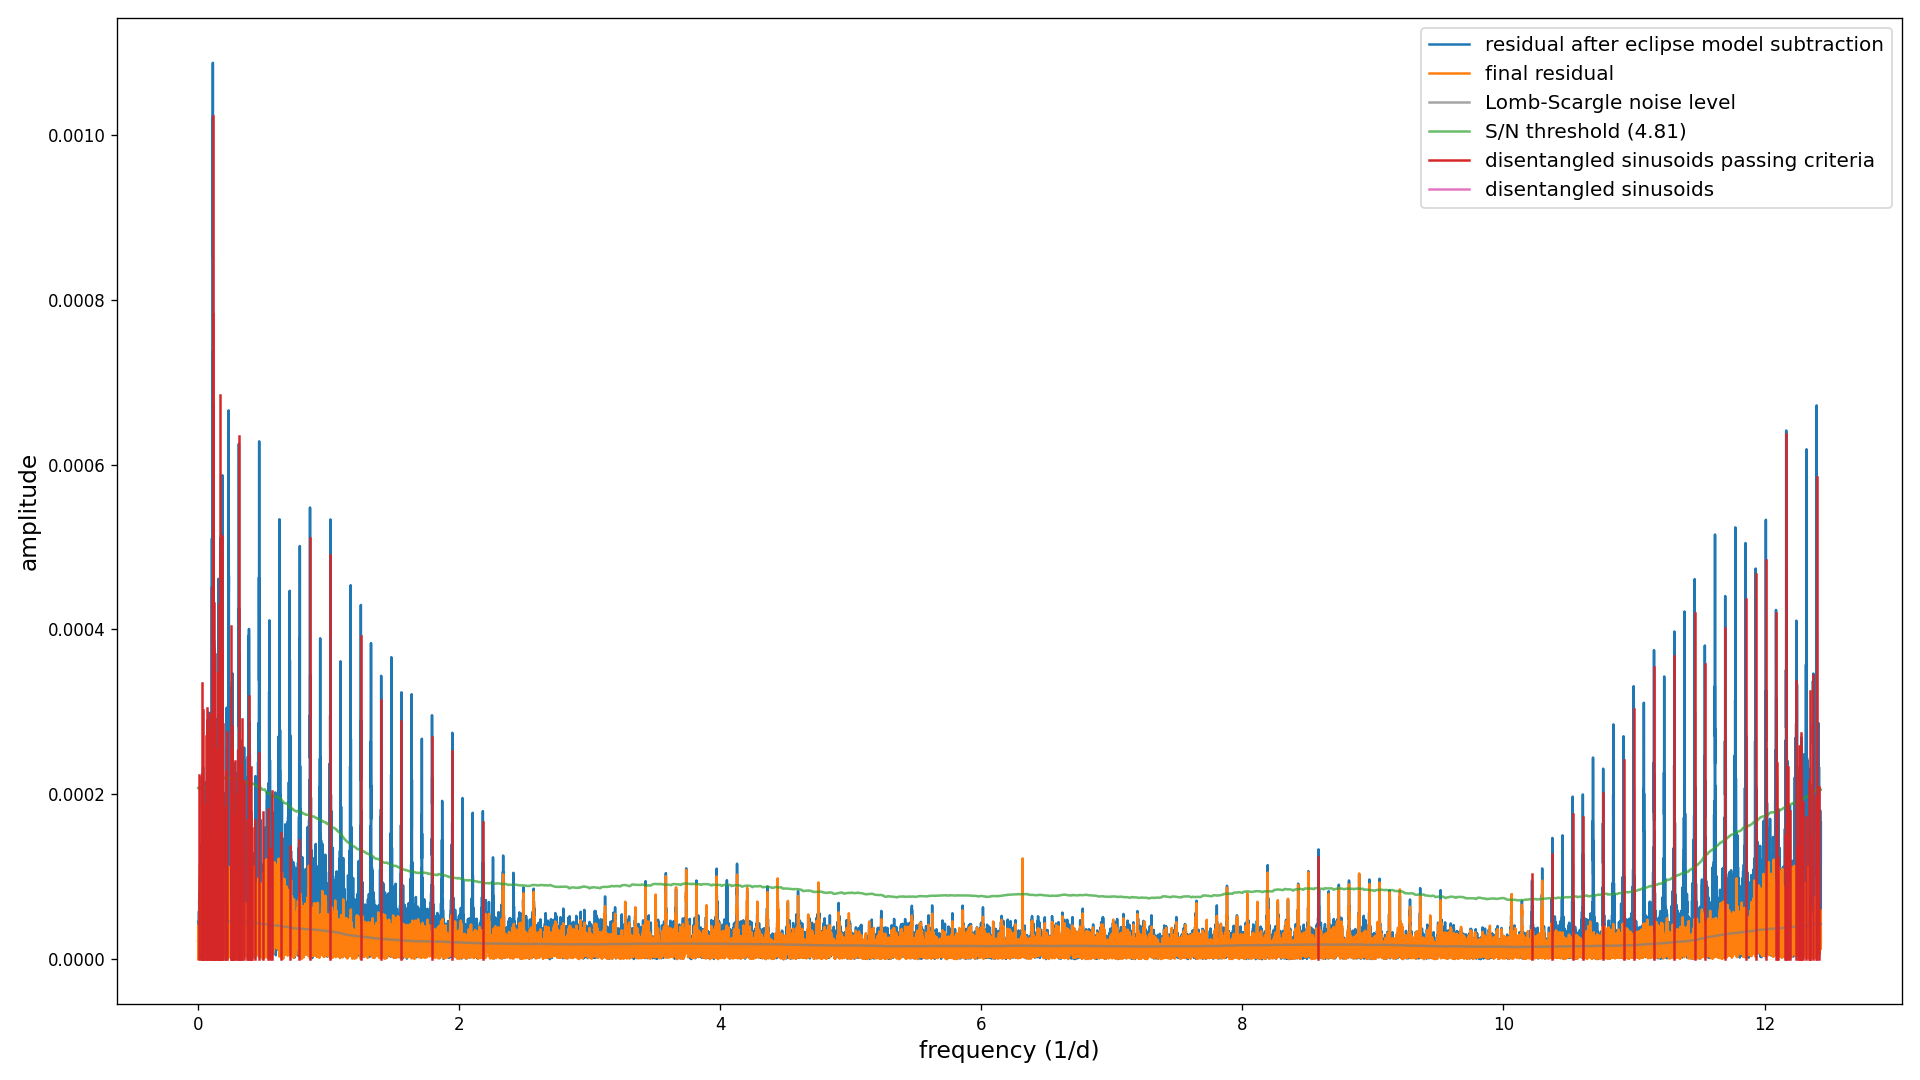 residual after eclipse model subtraction
final residual
Lomb-Scargle noise level
S/N threshold (4.81)
disentangled sinusoids passing criteria
disentangled sinusoids
amplitude
0.0010
0.0008
0.0006
0.0004
0.0002
0.0000
0 2 4 6 8 10 12
frequency (1/d)